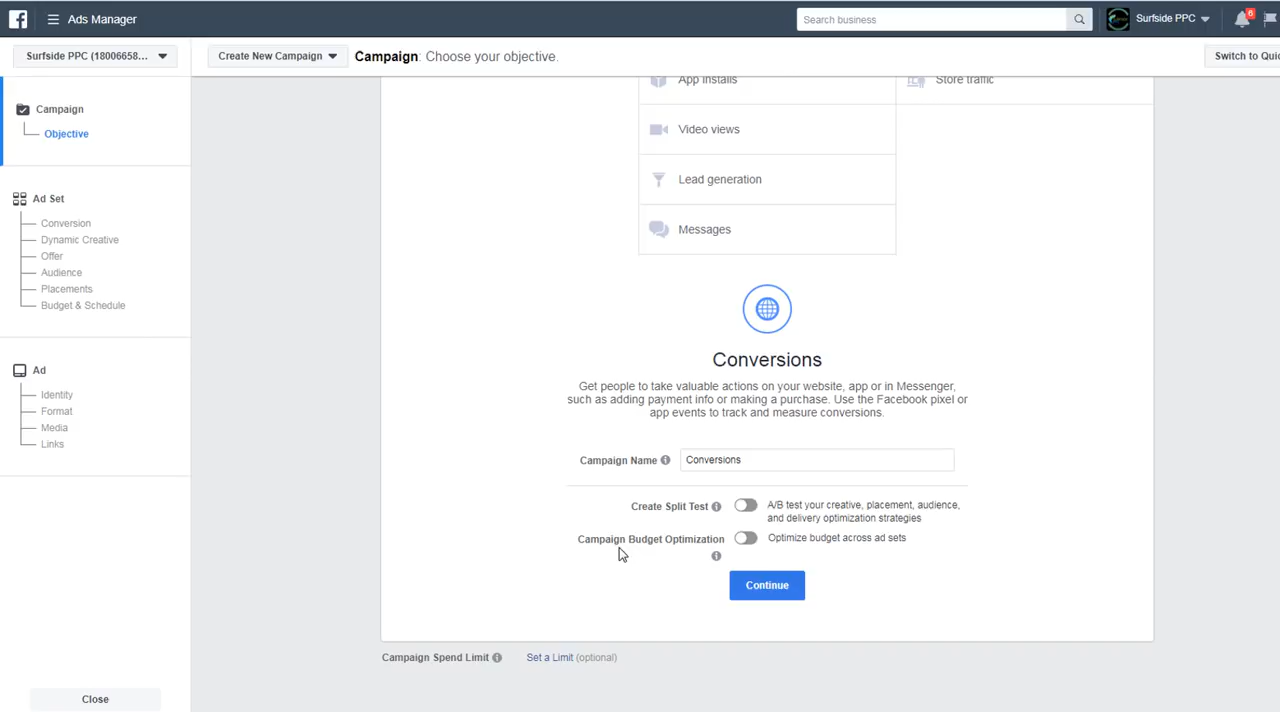 Ads Manager
Search business
Surfside PPC
6
Surfside PPC (18006658...
Create New Campaign
Campaign: Choose your objective.
Switch to Quic
Campaign
Objective
Ad Set
Conversion
Dynamic Creative
Offer
Audience
Placements
Budget & Schedule
Ad
Identity
Format
Media
Links
Close
App installs
Store traffic
Video views
Lead generation
Messages
Conversions
Get people to take valuable actions on your website, app or in Messenger,
such as adding payment info or making a purchase. Use the Facebook pixel or
app events to track and measure conversions.
Campaign Name
Conversions
Create Split Test
A/B test your creative, placement, audience,
and delivery optimization strategies
Campaign Budget Optimization
Optimize budget across ad sets
Continue
Campaign Spend Limit
Set a Limit (optional)